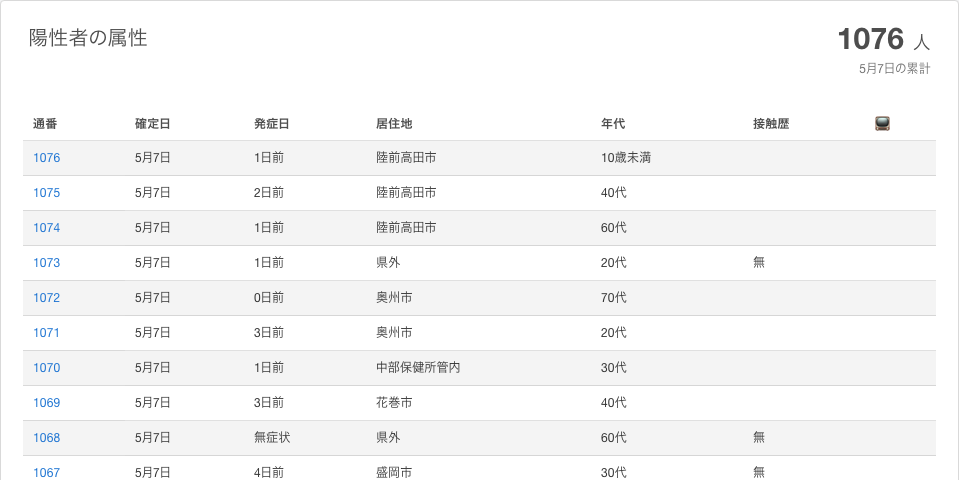 陽性者の属性
1076 人
5月7日の累計
通番 確定日 発症日 居住地 年代 接触歴
1076 5月7日 1日前 陸前高田市 10歳未満
1075 5月7日 2日前 陸前高田市 40代
1074 5月7日 1日前 陸前高田市 60代
1073 5月7日 1日前 県外 20代 無
1072 5月7日 0日前 奥州市 70代
1071 5月7日 3日前 奥州市 20代
1070 5月7日 1日前 中部保健所管内 30代
1069 5月7日 3日前 花巻市 40代
1068 5月7日 無症状 県外 60代 無
1067 5月7日 4日前 盛岡市 30代 無